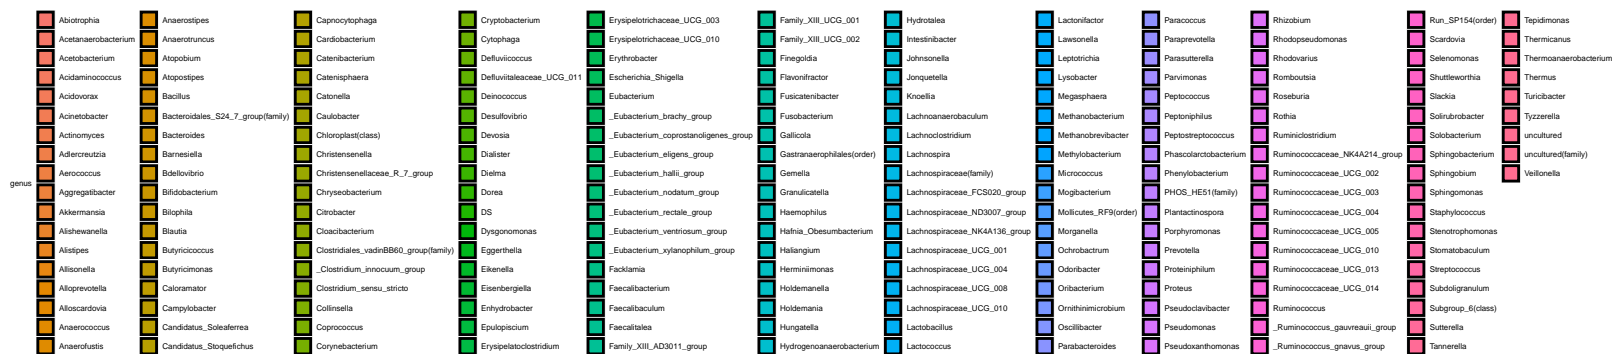 genus
Abiotrophia
Acetanaerobacterium
Acetobacterium
Acidaminococcus
Acidovorax
Acinetobacter
Actinomyces
Adlercreutzia
Aerococcus
Aggregatibacter
Akkermansia
Alishewanella
Alistipes
Allisonella
Alloprevotella
Alloscardovia
Anaerococcus
Anaerofustis
Anaerostipes
Anaerotruncus
Atopobium
Atopostipes
Bacillus
Bacteroidales_S24_7_group(family)
Bacteroides
Barnesiella
Bdellovibrio
Bifidobacterium
Bilophila
Blautia
Butyricicoccus
Butyricimonas
Caloramator
Campylobacter
Candidatus_Soleaferrea
Candidatus_Stoquefichus
Capnocytophaga
Cardiobacterium
Catenibacterium
Catenisphaera
Catonella
Caulobacter
Chloroplast(class)
Christensenella
Christensenellaceae_R_7_group
Chryseobacterium
Citrobacter
Cloacibacterium
Clostridiales_vadinBB60_group(family)
_Clostridium_innocuum_group
Clostridium_sensu_stricto
Collinsella
Coprococcus
Corynebacterium
Cryptobacterium
Cytophaga
Defluviicoccus
Defluviitaleaceae_UCG_011
Deinococcus
Desulfovibrio
Devosia
Dialister
Dielma
Dorea
DS
Dysgonomonas
Eggerthella
Eikenella
Eisenbergiella
Enhydrobacter
Epulopiscium
Erysipelatoclostridium
Erysipelotrichaceae_UCG_003
Erysipelotrichaceae_UCG_010
Erythrobacter
Escherichia_Shigella
Eubacterium
_Eubacterium_brachy_group
_Eubacterium_coprostanoligenes_group
_Eubacterium_eligens_group
_Eubacterium_hallii_group
_Eubacterium_nodatum_group
_Eubacterium_rectale_group
_Eubacterium_ventriosum_group
_Eubacterium_xylanophilum_group
Facklamia
Faecalibacterium
Faecalibaculum
Faecalitalea
Family_XIII_AD3011_group
Family_XIII_UCG_001
Family_XIII_UCG_002
Finegoldia
Flavonifractor
Fusicatenibacter
Fusobacterium
Gallicola
Gastranaerophilales(order)
Gemella
Granulicatella
Haemophilus
Hafnia_Obesumbacterium
Haliangium
Herminiimonas
Holdemanella
Holdemania
Hungatella
Hydrogenoanaerobacterium
Hydrotalea
Intestinibacter
Johnsonella
Jonquetella
Knoellia
Lachnoanaerobaculum
Lachnoclostridium
Lachnospira
Lachnospiraceae(family)
Lachnospiraceae_FCS020_group
Lachnospiraceae_ND3007_group
Lachnospiraceae_NK4A136_group
Lachnospiraceae_UCG_001
Lachnospiraceae_UCG_004
Lachnospiraceae_UCG_008
Lachnospiraceae_UCG_010
Lactobacillus
Lactococcus
Lactonifactor
Lawsonella
Leptotrichia
Lysobacter
Megasphaera
Methanobacterium
Methanobrevibacter
Methylobacterium
Micrococcus
Mogibacterium
Mollicutes_RF9(order)
Morganella
Ochrobactrum
Odoribacter
Oribacterium
Ornithinimicrobium
Oscillibacter
Parabacteroides
Paracoccus
Paraprevotella
Parasutterella
Parvimonas
Peptococcus
Peptoniphilus
Peptostreptococcus
Phascolarctobacterium
Phenylobacterium
PHOS_HE51(family)
Plantactinospora
Porphyromonas
Prevotella
Proteiniphilum
Proteus
Pseudoclavibacter
Pseudomonas
Pseudoxanthomonas
Rhizobium
Rhodopseudomonas
Rhodovarius
Romboutsia
Roseburia
Rothia
Ruminiclostridium
Ruminococcaceae_NK4A214_group
Ruminococcaceae_UCG_002
Ruminococcaceae_UCG_003
Ruminococcaceae_UCG_004
Ruminococcaceae_UCG_005
Ruminococcaceae_UCG_010
Ruminococcaceae_UCG_013
Ruminococcaceae_UCG_014
Ruminococcus
_Ruminococcus_gauvreauii_group
_Ruminococcus_gnavus_group
Run_SP154(order)
Scardovia
Selenomonas
Shuttleworthia
Slackia
Solirubrobacter
Solobacterium
Sphingobacterium
Sphingobium
Sphingomonas
Staphylococcus
Stenotrophomonas
Stomatobaculum
Streptococcus
Subdoligranulum
Subgroup_6(class)
Sutterella
Tannerella
Tepidimonas
Thermicanus
Thermoanaerobacterium
Thermus
Turicibacter
Tyzzerella
uncultured
uncultured(family)
Veillonella